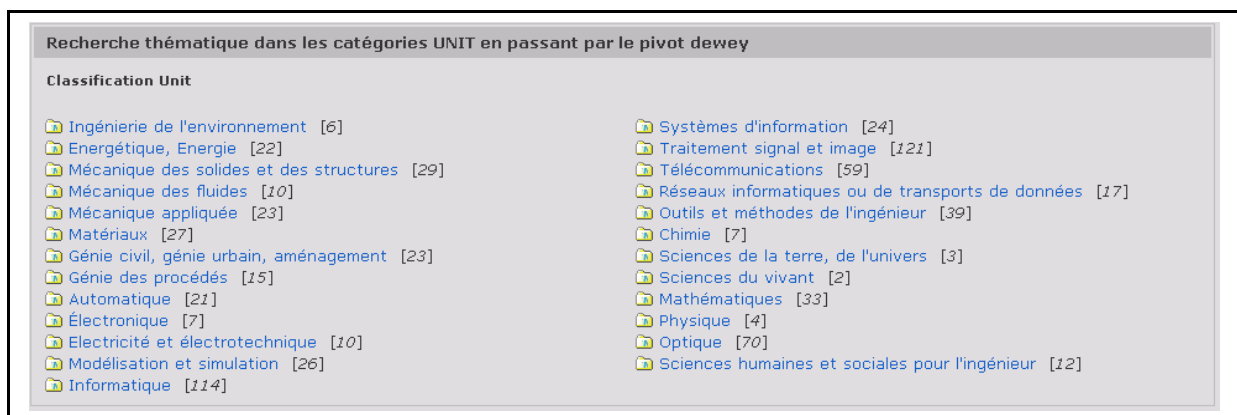 Recherche thématique dans les catégories UNIT en passant par le pivot dewey
Classification Unit
Ingénierie de l'environnement [6]
Energétique, Energie [22]
Mécanique des solides et des structures [29]
Mécanique des fluides [10]
Mécanique appliquée [23]
Matériaux [27]
Génie civil, génie urbain, aménagement [23]
Génie des procédés [15]
Automatique [21]
Électronique [7]
Electricité et électrotechnique [10]
Modélisation et simulation [26]
Informatique [114]
Systèmes d'information [24]
Traitement signal et image [121]
Télécommunications [59]
Réseaux informatiques ou de transports de données [17]
Outils et méthodes de l'ingénieur [39]
Chimie [7]
Sciences de la terre, de l'univers [3]
Sciences du vivant [2]
Mathématiques [33]
Physique [4]
Optique [70]
Sciences humaines et sociales pour l'ingénieur [12]